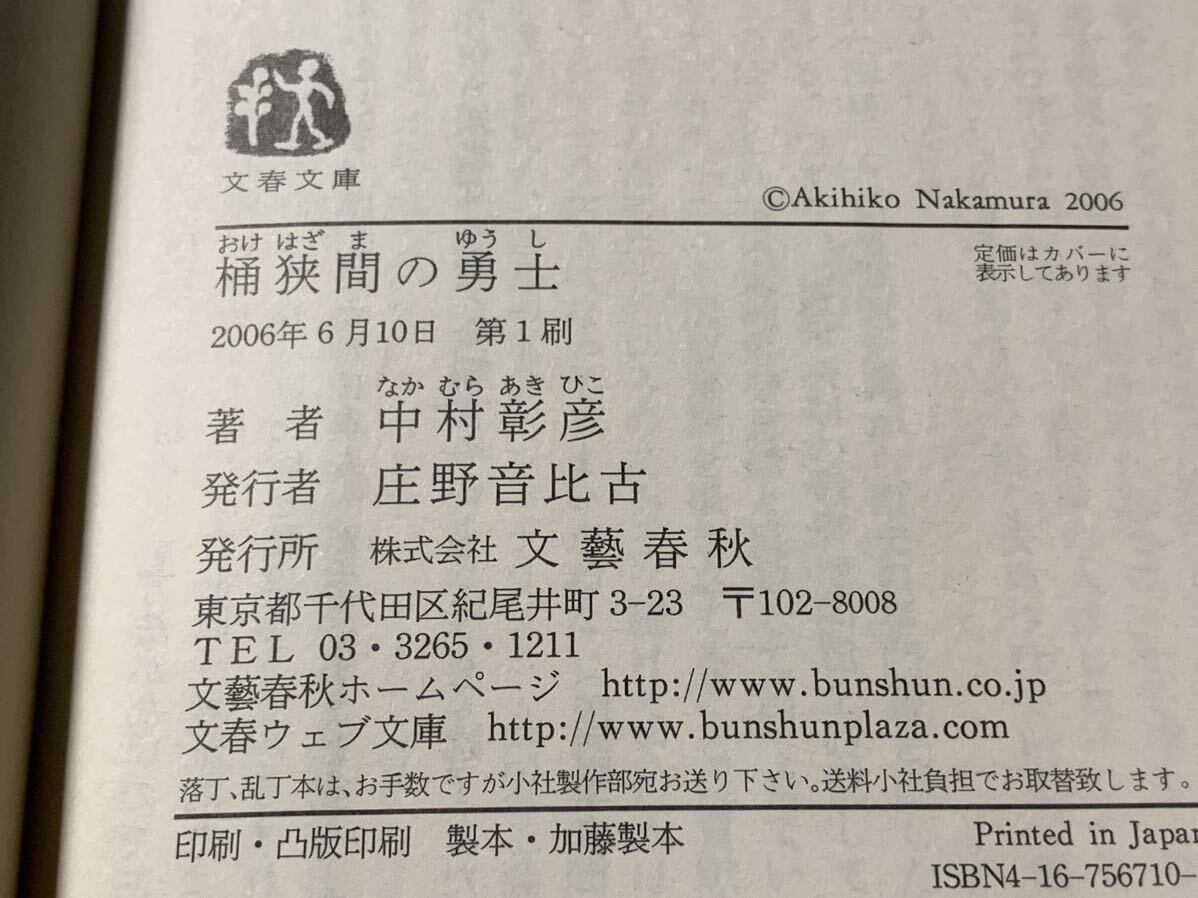 文春文庫
©Akihiko Nakamura 2006
おけ はざ ま ゆう し
桶狭間の勇士
定価はカバーに
表示してあります
2006年6月10日 第1刷
なか むら あき ひこ
著 者 中村彰彦
発行者 庄野音比古
発行所 株式会社 文藝春秋
東京都千代田区紀尾井町 3-23 〒102-8008
TEL 03・3265・1211
文藝春秋ホームページ http://www.bunshun.co.jp
文春ウェブ文庫 http://www.bunshunplaza.com
落丁、乱丁本は、お手数ですが小社製作部宛お送り下さい。送料小社負担でお取替致します。
印刷・凸版印刷 製本・加藤製本
Printed in Japan
ISBN4-16-756710-